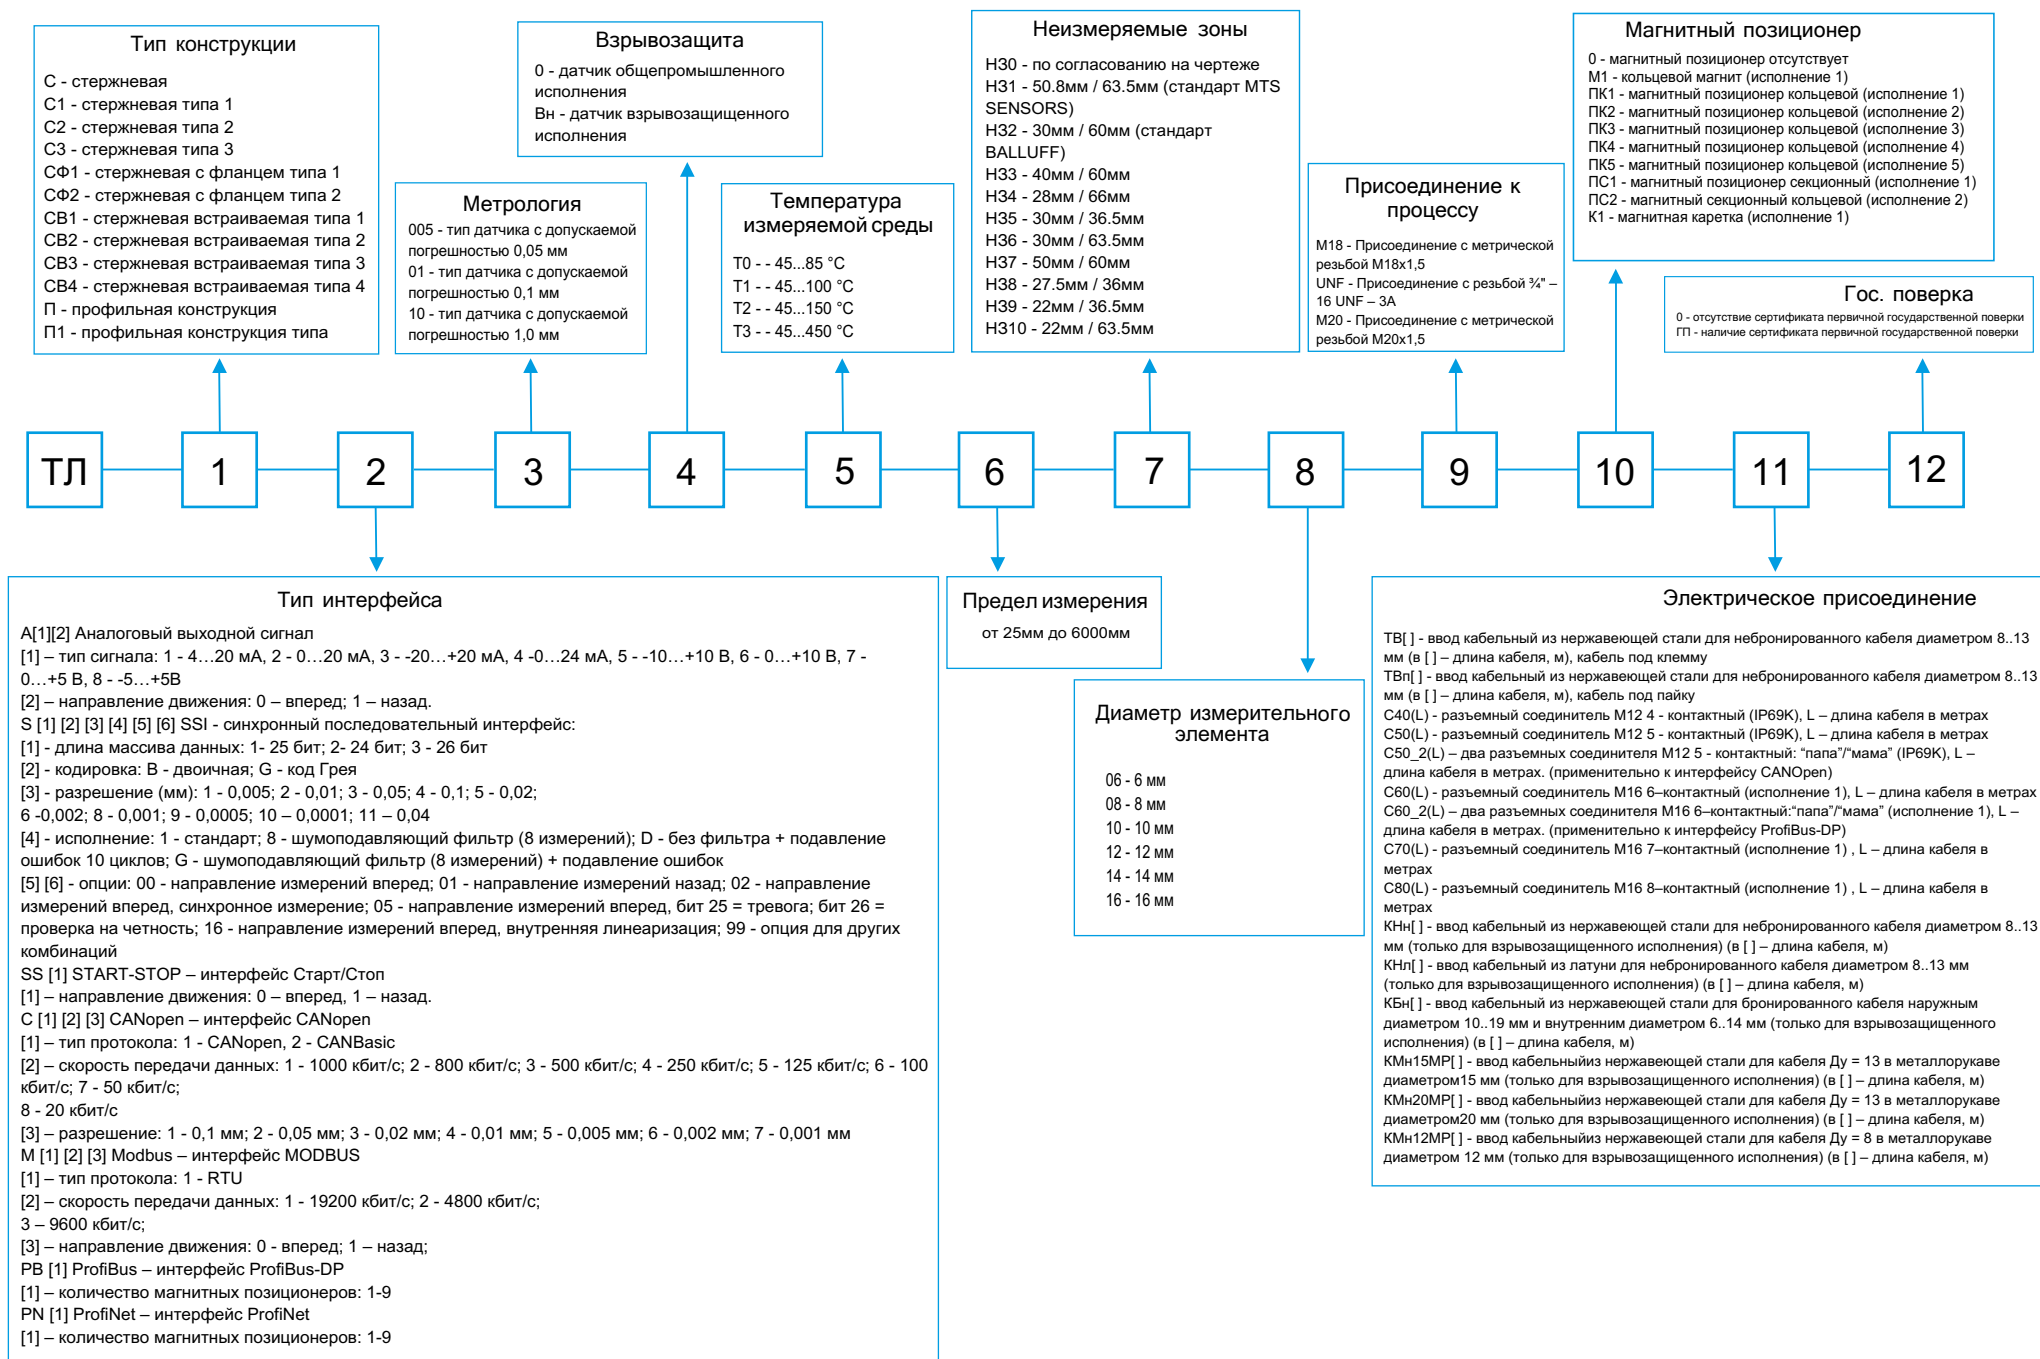 Тип конструкции
С - стержневая
С1 - стержневая типа 1
С2 - стержневая типа 2
С3 - стержневая типа 3
СФ1 - стержневая с фланцем типа 1
СФ2 - стержневая с фланцем типа 2
СВ1 - стержневая встраиваемая типа 1
СВ2 - стержневая встраиваемая типа 2
СВ3 - стержневая встраиваемая типа 3
СВ4 - стержневая встраиваемая типа 4
П - профильная конструкция
П1 - профильная конструкция типа
Метрология
005 - тип датчика с допускаемой
погрешностью 0,05 мм
01 - тип датчика с допускаемой
погрешностью 0,1 мм
10 - тип датчика с допускаемой
погрешностью 1,0 мм
Взрывозащита
0 - датчик общепромышленного
исполнения
Вн - датчик взрывозащищенного
исполнения
Температура
измеряемой среды
Т0 - - 45...85 °C
Т1 - - 45...100 °C
Т2 - - 45...150 °C
Т3 - - 45...450 °C
Неизмеряемые зоны
Н30 - по согласованию на чертеже
Н31 - 50.8мм / 63.5мм (стандарт MTS
SENSORS)
Н32 - 30мм / 60мм (стандарт
BALLUFF)
Н33 - 40мм / 60мм
Н34 - 28мм / 66мм
Н35 - 30мм / 36.5мм
Н36 - 30мм / 63.5мм
Н37 - 50мм / 60мм
Н38 - 27.5мм / 36мм
Н39 - 22мм / 36.5мм
Н310 - 22мм / 63.5мм
Присоединение к
процессу
М18 - Присоединение с метрической
резьбой М18х1,5
UNF - Присоединение с резьбой ¾" –
16 UNF – 3A
М20 - Присоединение с метрической
резьбой М20х1,5
Магнитный позиционер
0 - магнитный позиционер отсутствует
М1 - кольцевой магнит (исполнение 1)
ПК1 - магнитный позиционер кольцевой (исполнение 1)
ПК2 - магнитный позиционер кольцевой (исполнение 2)
ПК3 - магнитный позиционер кольцевой (исполнение 3)
ПК4 - магнитный позиционер кольцевой (исполнение 4)
ПК5 - магнитный позиционер кольцевой (исполнение 5)
ПС1 - магнитный позиционер секционный (исполнение 1)
ПС2 - магнитный секционный кольцевой (исполнение 2)
К1 - магнитная каретка (исполнение 1)
Гос. поверка
0 - отсутствие сертификата первичной государственной поверки
ГП - наличие сертификата первичной государственной поверки
ТЛ 1 2 3 4 5 6 7 8 9 10 11 12
Тип интерфейса
А[1][2] Аналоговый выходной сигнал
[1] – тип сигнала: 1 - 4…20 мА, 2 - 0…20 мА, 3 - -20…+20 мА, 4 -0…24 мА, 5 - -10…+10 В, 6 - 0…+10 В, 7 -
0…+5 В, 8 - -5…+5В
[2] – направление движения: 0 – вперед; 1 – назад.
S [1] [2] [3] [4] [5] [6] SSI - синхронный последовательный интерфейс:
[1] - длина массива данных: 1- 25 бит; 2- 24 бит; 3 - 26 бит
[2] - кодировка: В - двоичная; G - код Грея
[3] - разрешение (мм): 1 - 0,005; 2 - 0,01; 3 - 0,05; 4 - 0,1; 5 - 0,02;
6 -0,002; 8 - 0,001; 9 - 0,0005; 10 – 0,0001; 11 – 0,04
[4] - исполнение: 1 - стандарт; 8 - шумоподавляющий фильтр (8 измерений); D - без фильтра + подавление
ошибок 10 циклов; G - шумоподавляющий фильтр (8 измерений) + подавление ошибок
[5] [6] - опции: 00 - направление измерений вперед; 01 - направление измерений назад; 02 - направление
измерений вперед, синхронное измерение; 05 - направление измерений вперед, бит 25 = тревога; бит 26 =
проверка на четность; 16 - направление измерений вперед, внутренняя линеаризация; 99 - опция для других
комбинаций
SS [1] START-STOP – интерфейс Старт/Стоп
[1] – направление движения: 0 – вперед, 1 – назад.
C [1] [2] [3] CANopen – интерфейс CANopen
[1] – тип протокола: 1 - CANopen, 2 - CANBasic
[2] – скорость передачи данных: 1 - 1000 кбит/с; 2 - 800 кбит/с; 3 - 500 кбит/с; 4 - 250 кбит/с; 5 - 125 кбит/с; 6 - 100
кбит/с; 7 - 50 кбит/с;
8 - 20 кбит/с
[3] – разрешение: 1 - 0,1 мм; 2 - 0,05 мм; 3 - 0,02 мм; 4 - 0,01 мм; 5 - 0,005 мм; 6 - 0,002 мм; 7 - 0,001 мм
M [1] [2] [3] Modbus – интерфейс MODBUS
[1] – тип протокола: 1 - RTU
[2] – скорость передачи данных: 1 - 19200 кбит/с; 2 - 4800 кбит/с;
3 – 9600 кбит/с;
[3] – направление движения: 0 - вперед; 1 – назад;
PB [1] ProfiBus – интерфейс ProfiBus-DP
[1] – количество магнитных позиционеров: 1-9
PN [1] ProfiNet – интерфейс ProfiNet
[1] – количество магнитных позиционеров: 1-9
Предел измерения
от 25мм до 6000мм
Диаметр измерительного
элемента
06 - 6 мм
08 - 8 мм
10 - 10 мм
12 - 12 мм
14 - 14 мм
16 - 16 мм
Электрическое присоединение
ТВ[ ] - ввод кабельный из нержавеющей стали для небронированного кабеля диаметром 8..13
мм (в [ ] – длина кабеля, м), кабель под клемму
ТВп[ ] - ввод кабельный из нержавеющей стали для небронированного кабеля диаметром 8..13
мм (в [ ] – длина кабеля, м), кабель под пайку
С40(L) - разъемный соединитель М12 4 - контактный (IP69K), L – длина кабеля в метрах
С50(L) - разъемный соединитель М12 5 - контактный (IP69K), L – длина кабеля в метрах
С50_2(L) – два разъемных соединителя М12 5 - контактный: “папа”/“мама” (IP69K), L –
длина кабеля в метрах. (применительно к интерфейсу CANOpen)
С60(L) - разъемный соединитель М16 6–контактный (исполнение 1), L – длина кабеля в метрах
С60_2(L) – два разъемных соединителя М16 6–контактный:“папа”/“мама” (исполнение 1), L –
длина кабеля в метрах. (применительно к интерфейсу ProfiBus-DP)
С70(L) - разъемный соединитель М16 7–контактный (исполнение 1) , L – длина кабеля в
метрах
С80(L) - разъемный соединитель М16 8–контактный (исполнение 1) , L – длина кабеля в
метрах
КНн[ ] - ввод кабельный из нержавеющей стали для небронированного кабеля диаметром 8..13
мм (только для взрывозащищенного исполнения) (в [ ] – длина кабеля, м)
КНл[ ] - ввод кабельный из латуни для небронированного кабеля диаметром 8..13 мм
(только для взрывозащищенного исполнения) (в [ ] – длина кабеля, м)
КБн[ ] - ввод кабельный из нержавеющей стали для бронированного кабеля наружным
диаметром 10..19 мм и внутренним диаметром 6..14 мм (только для взрывозащищенного
исполнения) (в [ ] – длина кабеля, м)
КМн15МР[ ] - ввод кабельныйиз нержавеющей стали для кабеля Ду = 13 в металлорукаве
диаметром15 мм (только для взрывозащищенного исполнения) (в [ ] – длина кабеля, м)
КМн20МР[ ] - ввод кабельныйиз нержавеющей стали для кабеля Ду = 13 в металлорукаве
диаметром20 мм (только для взрывозащищенного исполнения) (в [ ] – длина кабеля, м)
КМн12МР[ ] - ввод кабельныйиз нержавеющей стали для кабеля Ду = 8 в металлорукаве
диаметром 12 мм (только для взрывозащищенного исполнения) (в [ ] – длина кабеля, м)